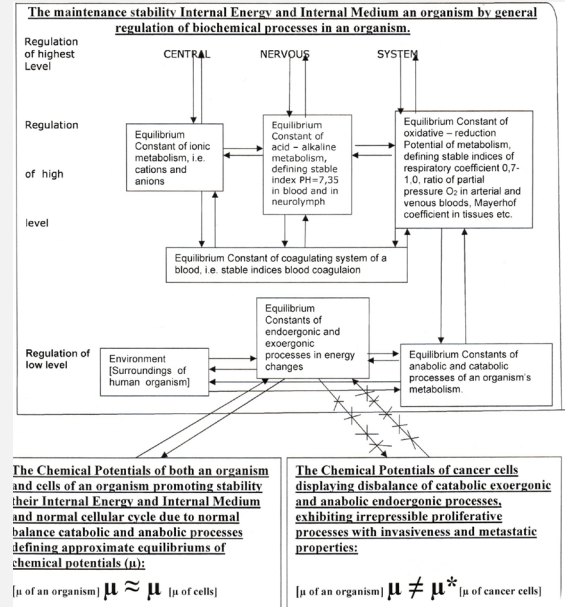 The maintenance stability Internal Energy and Internal Medium an organism by general
regulation of biochemical processes in an organism.
Regulation
of highest
Level
CENTRAL NERVOUS SYSTEM
Regulation
of high
level
Equilibrium
Constant of ionic
metabolism, i.e.
cations and
anions
Equilibrium
Constant of
acid – alkaline
metabolism,
defining stable
index PH=7,35
in blood and in
neurolymph
Equilibrium Constant of
oxidative – reduction
Potential of metabolism,
defining stable indices of
respiratory coefficient 0,7-
1,0, ratio of partial
pressure O₂ in arterial and
venous bloods, Mayerhof
coefficient in tissues etc.
Equilibrium Constant of coagulating system of a
blood, i.e. stable indices blood coagulaion
Regulation of
low level
Environment
[Surroundings of
human organism]
Equilibrium
Constants of
endoergonic and
exoergonic
processes in energy
changes
Equilibrium Constants of
anabolic and catabolic
processes of an organism's
metabolism.
The Chemical Potentials of both an organism
and cells of an organism promoting stability
their Internal Energy and Internal Medium
and normal cellular cycle due to normal
balance catabolic and anabolic processes
defining approximate equilibriums of
chemical potentials (µ):
[µ of an organism] µ ≈ µ [µ of cells]
The Chemical Potentials of cancer cells
displaying disbalance of catabolic exoergonic
and anabolic endoergonic processes,
exhibiting irrepressible proliferative
processes with invasiveness and metastatic
properties:
[µ of an organism] µ ≠ µ* [µ of cancer cells]